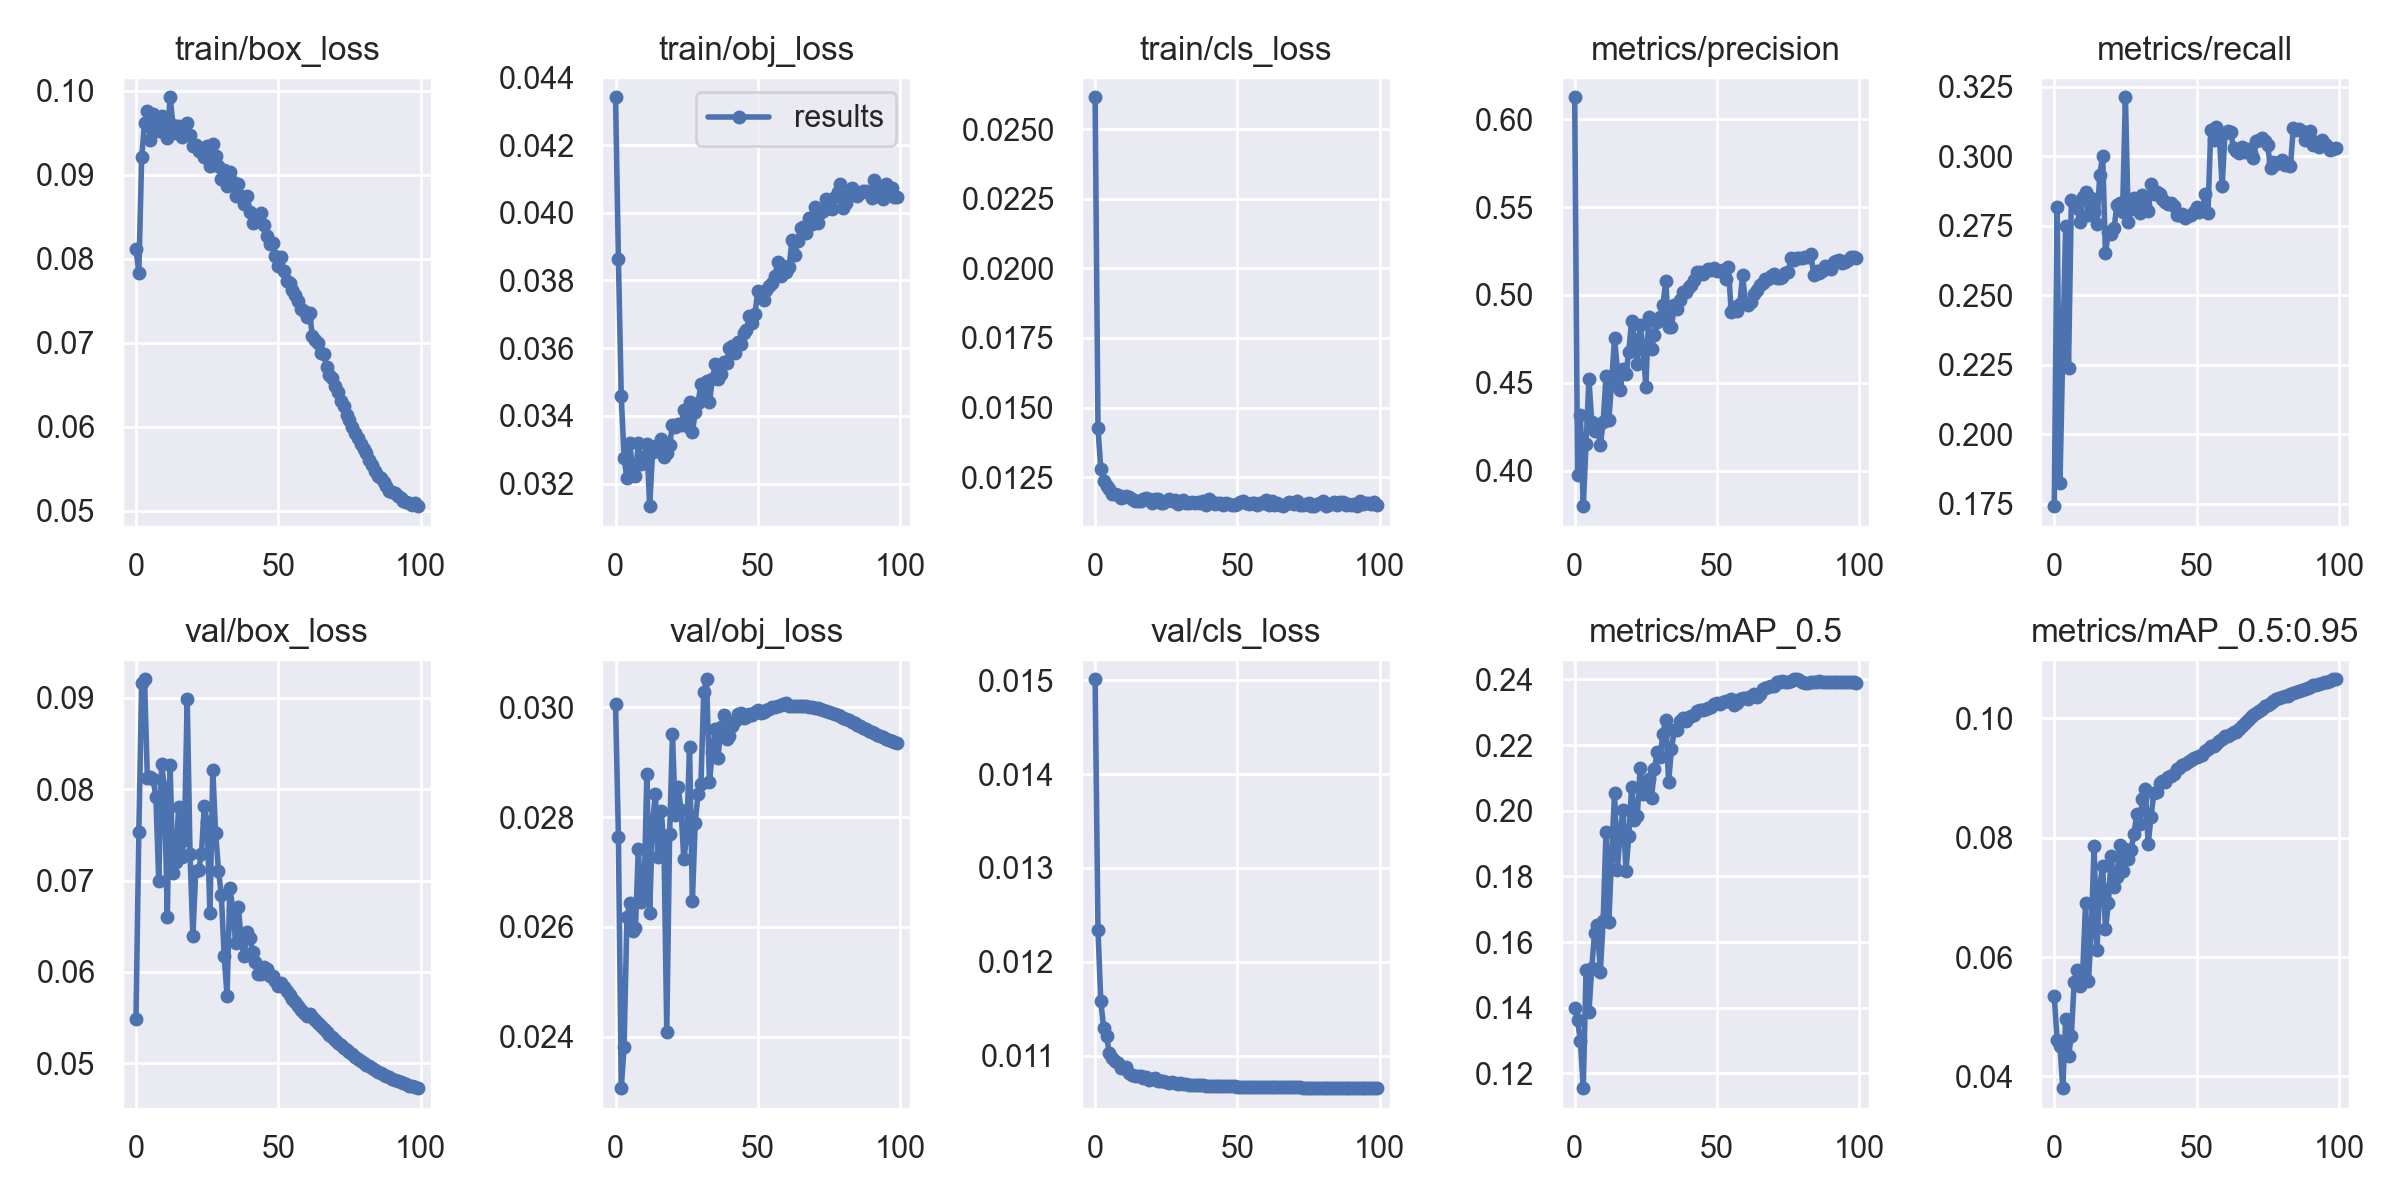 train/box_loss
train/obj_loss
train/cls_loss
metrics/precision
metrics/recall
0.10
0.09
0.08
0.07
0.06
0.05
0 50 100
0.044
0.042
0.040
0.038
0.036
0.034
0.032
results
0 50 100
0.0250
0.0225
0.0200
0.0175
0.0150
0.0125
0 50 100
0.60
0.55
0.50
0.45
0.40
0 50 100
0.325
0.300
0.275
0.250
0.225
0.200
0.175
0 50 100
val/box_loss
val/obj_loss
val/cls_loss
metrics/mAP_0.5
metrics/mAP_0.5:0.95
0.09
0.08
0.07
0.06
0.05
0 50 100
0.030
0.028
0.026
0.024
0 50 100
0.015
0.014
0.013
0.012
0.011
0 50 100
0.24
0.22
0.20
0.18
0.16
0.14
0.12
0 50 100
0.10
0.08
0.06
0.04
0 50 100